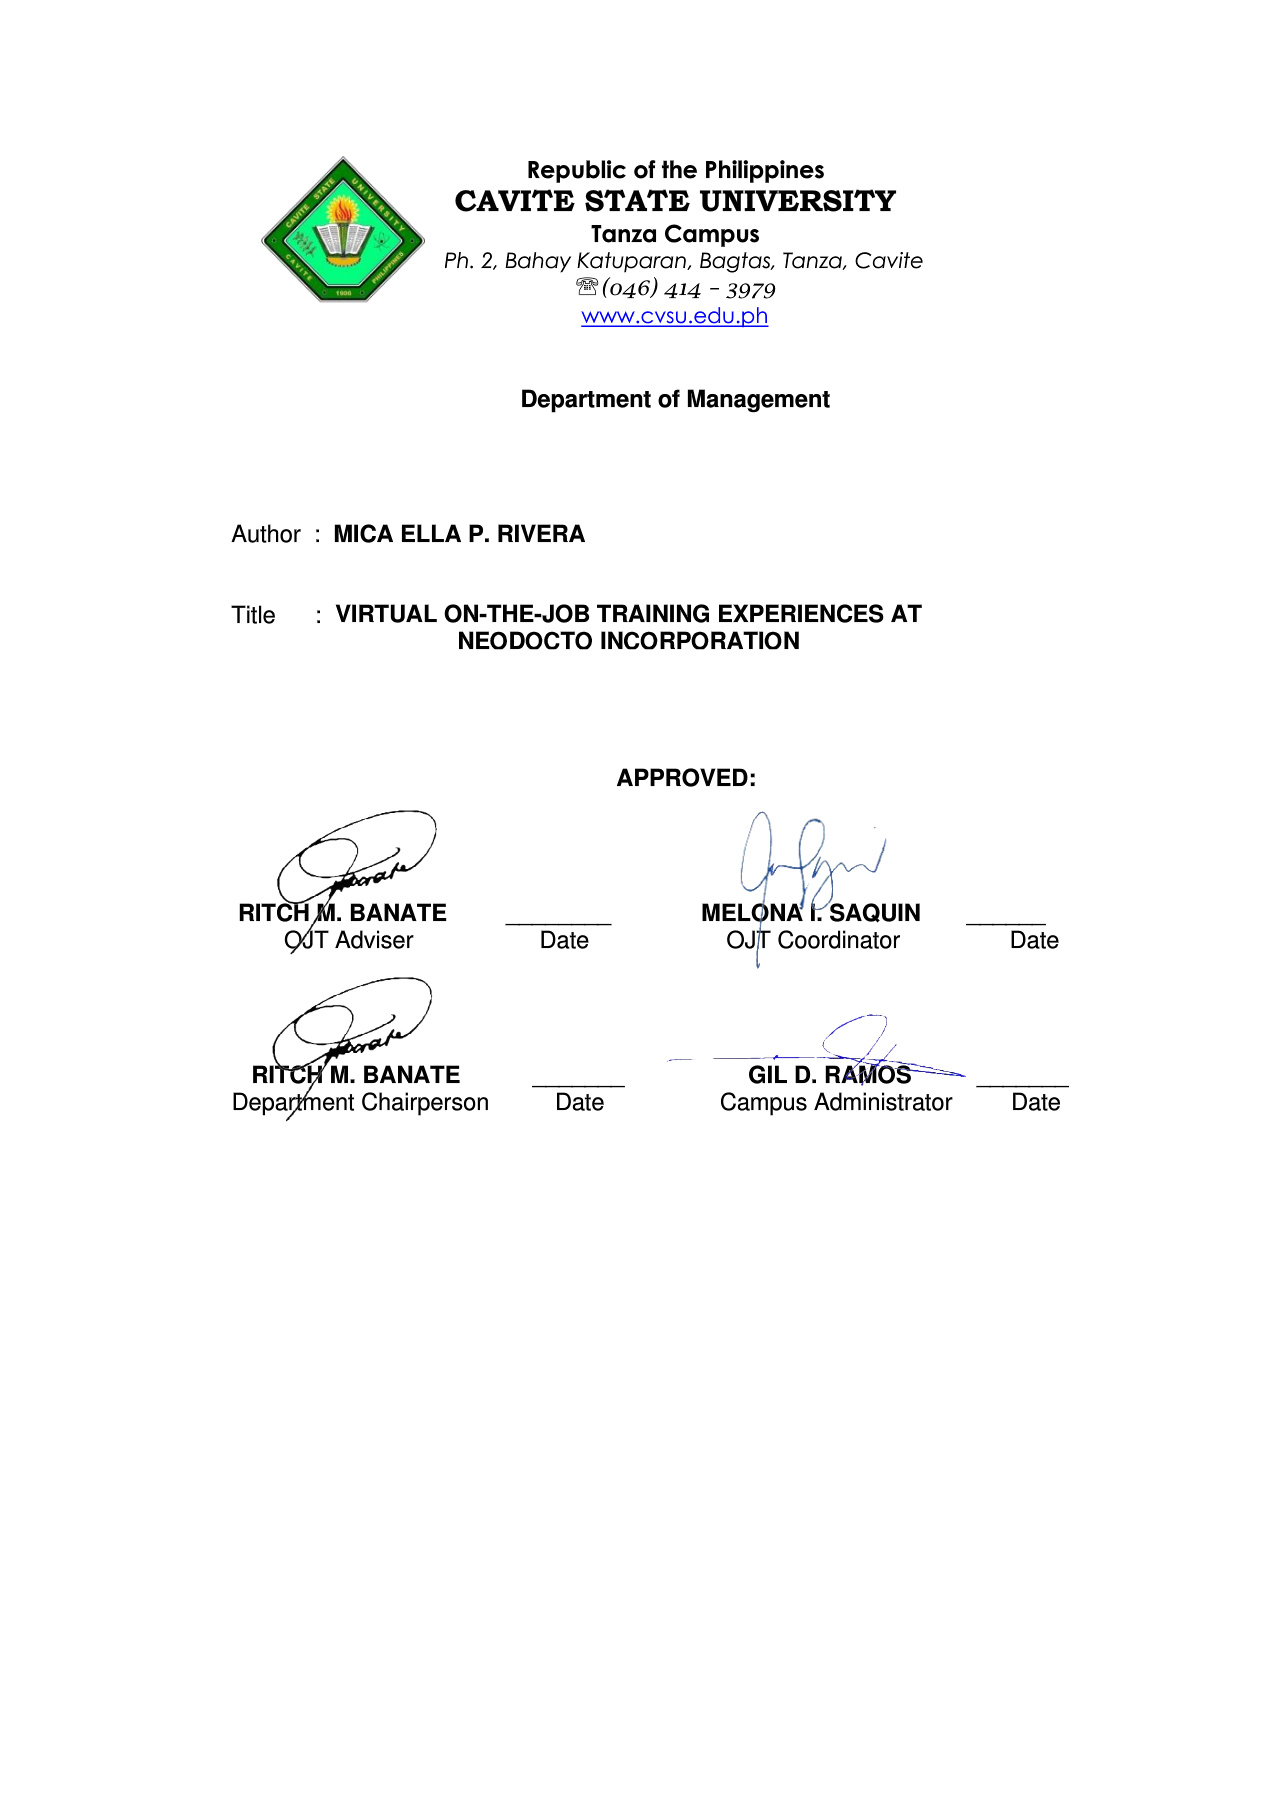 Republic of the Philippines
CAVITE STATE UNIVERSITY
Tanza Campus
Ph. 2, Bahay Katuparan, Bagtas, Tanza, Cavite
☏(046) 414 – 3979
www.cvsu.edu.ph
CAVITE STATE UNIVERSITY
CAVITE PHILIPPINES
1906
Department of Management
Author : MICA ELLA P. RIVERA
Title : VIRTUAL ON-THE-JOB TRAINING EXPERIENCES AT
NEODOCTO INCORPORATION
APPROVED:
RITCH M. BANATE ________ MELONA I. SAQUIN ______
OJT Adviser Date OJT Coordinator Date
RITCH M. BANATE _______ GIL D. RAMOS _______
Department Chairperson Date Campus Administrator Date